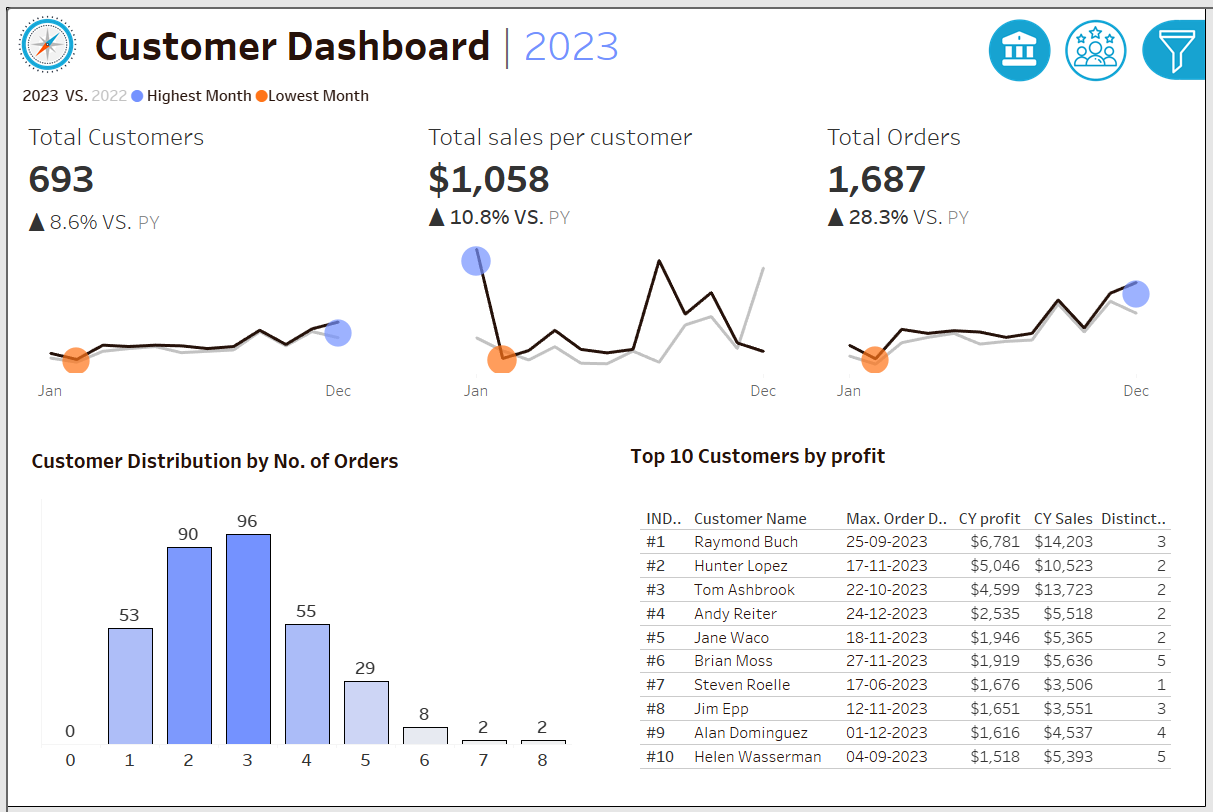 Customer Dashboard | 2023
2023 VS. 2022 Highest Month Lowest Month
Total Customers
693
▲ 8.6% VS. PY
Jan Dec
Total sales per customer
$1,058
▲ 10.8% VS. PY
Jan Dec
Total Orders
1,687
▲ 28.3% VS. PY
Jan Dec
Customer Distribution by No. of Orders
0 53 90 96 55 29 8 2 2
0 1 2 3 4 5 6 7 8
Top 10 Customers by profit
IND.. Customer Name Max. Order D.. CY profit CY Sales Distinct..
#1 Raymond Buch 25-09-2023 $6,781 $14,203 3
#2 Hunter Lopez 17-11-2023 $5,046 $10,523 2
#3 Tom Ashbrook 22-10-2023 $4,599 $13,723 2
#4 Andy Reiter 24-12-2023 $2,535 $5,518 2
#5 Jane Waco 18-11-2023 $1,946 $5,365 2
#6 Brian Moss 27-11-2023 $1,919 $5,636 5
#7 Steven Roelle 17-06-2023 $1,676 $3,506 1
#8 Jim Epp 12-11-2023 $1,651 $3,551 3
#9 Alan Dominguez 01-12-2023 $1,616 $4,537 4
#10 Helen Wasserman 04-09-2023 $1,518 $5,393 5